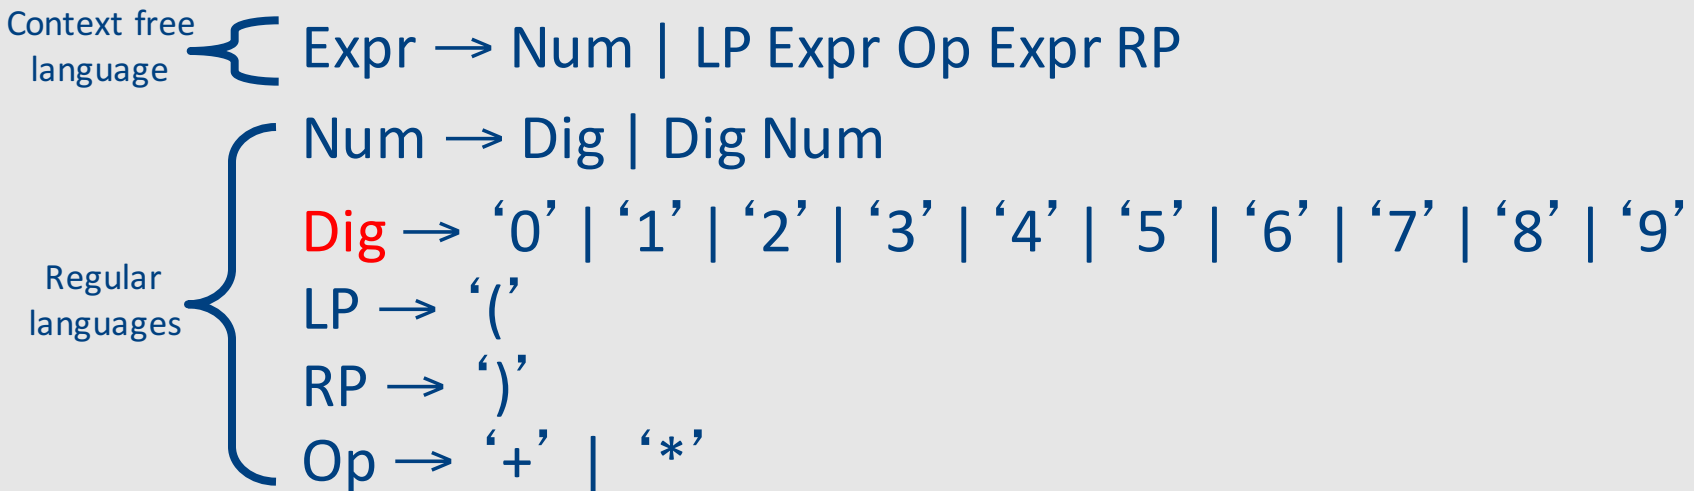 Context free
language
Expr → Num | LP Expr Op Expr RP
Num → Dig | Dig Num
Dig → ‘0’ | ‘1’ | ‘2’ | ‘3’ | ‘4’ | ‘5’ | ‘6’ | ‘7’ | ‘8’ | ‘9’
Regular
languages
LP → ‘(’
RP → ‘)’
Op → ‘+’ | ‘*’